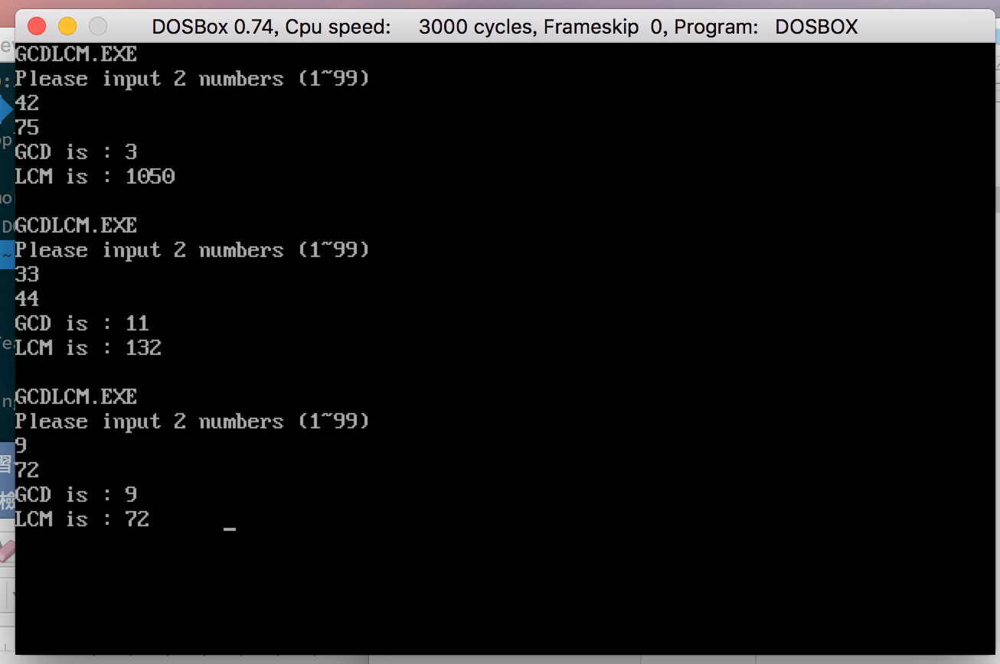 DOSBox 0.74, Cpu speed: 3000 cycles, Frameskip 0, Program: DOSBOX
GCDLCM.EXE
Please input 2 numbers (1~99)
42
75
GCD is : 3
LCM is : 1050
GCDLCM.EXE
Please input 2 numbers (1~99)
33
44
GCD is : 11
LCM is : 132
GCDLCM.EXE
Please input 2 numbers (1~99)
9
72
GCD is : 9
LCM is : 72
習
檢